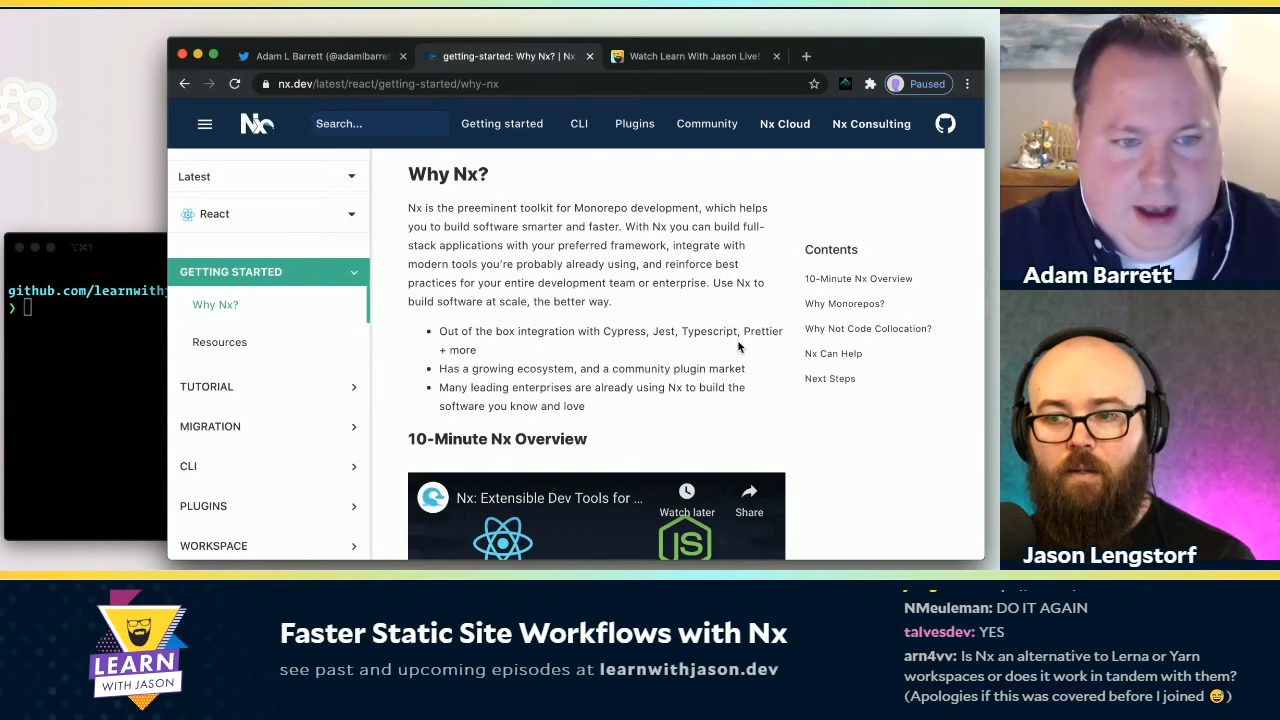 Adam L Barrett (@adamlbarret
getting-started: Why Nx? | Nx
Watch Learn With Jason Live!
nx.dev/latest/react/getting-started/why-nx
Paused
Nx
Search...
Getting started
CLI
Plugins
Community
Nx Cloud
Nx Consulting
Latest
React
GETTING STARTED
Why Nx?
Resources
TUTORIAL
MIGRATION
CLI
PLUGINS
WORKSPACE
⌥⌘1
github.com/learnwithj
❯
Why Nx?
Nx is the preeminent toolkit for Monorepo development, which helps
you to build software smarter and faster. With Nx you can build full-
stack applications with your preferred framework, integrate with
modern tools you’re probably already using, and reinforce best
practices for your entire development team or enterprise. Use Nx to
build software at scale, the better way.
• Out of the box integration with Cypress, Jest, Typescript, Prettier
+ more
• Has a growing ecosystem, and a community plugin market
• Many leading enterprises are already using Nx to build the
software you know and love
10-Minute Nx Overview
Nx: Extensible Dev Tools for ...
Watch later
Share
JS
Contents
10-Minute Nx Overview
Why Monorepos?
Why Not Code Collocation?
Nx Can Help
Next Steps
Adam Barrett
Jason Lengstorf
LEARN
WITH JASON
Faster Static Site Workflows with Nx
see past and upcoming episodes at learnwithjason.dev
NMeuleman: DO IT AGAIN
talvesdev: YES
arn4vv: Is Nx an alternative to Lerna or Yarn
workspaces or does it work in tandem with them?
(Apologies if this was covered before I joined 😅)